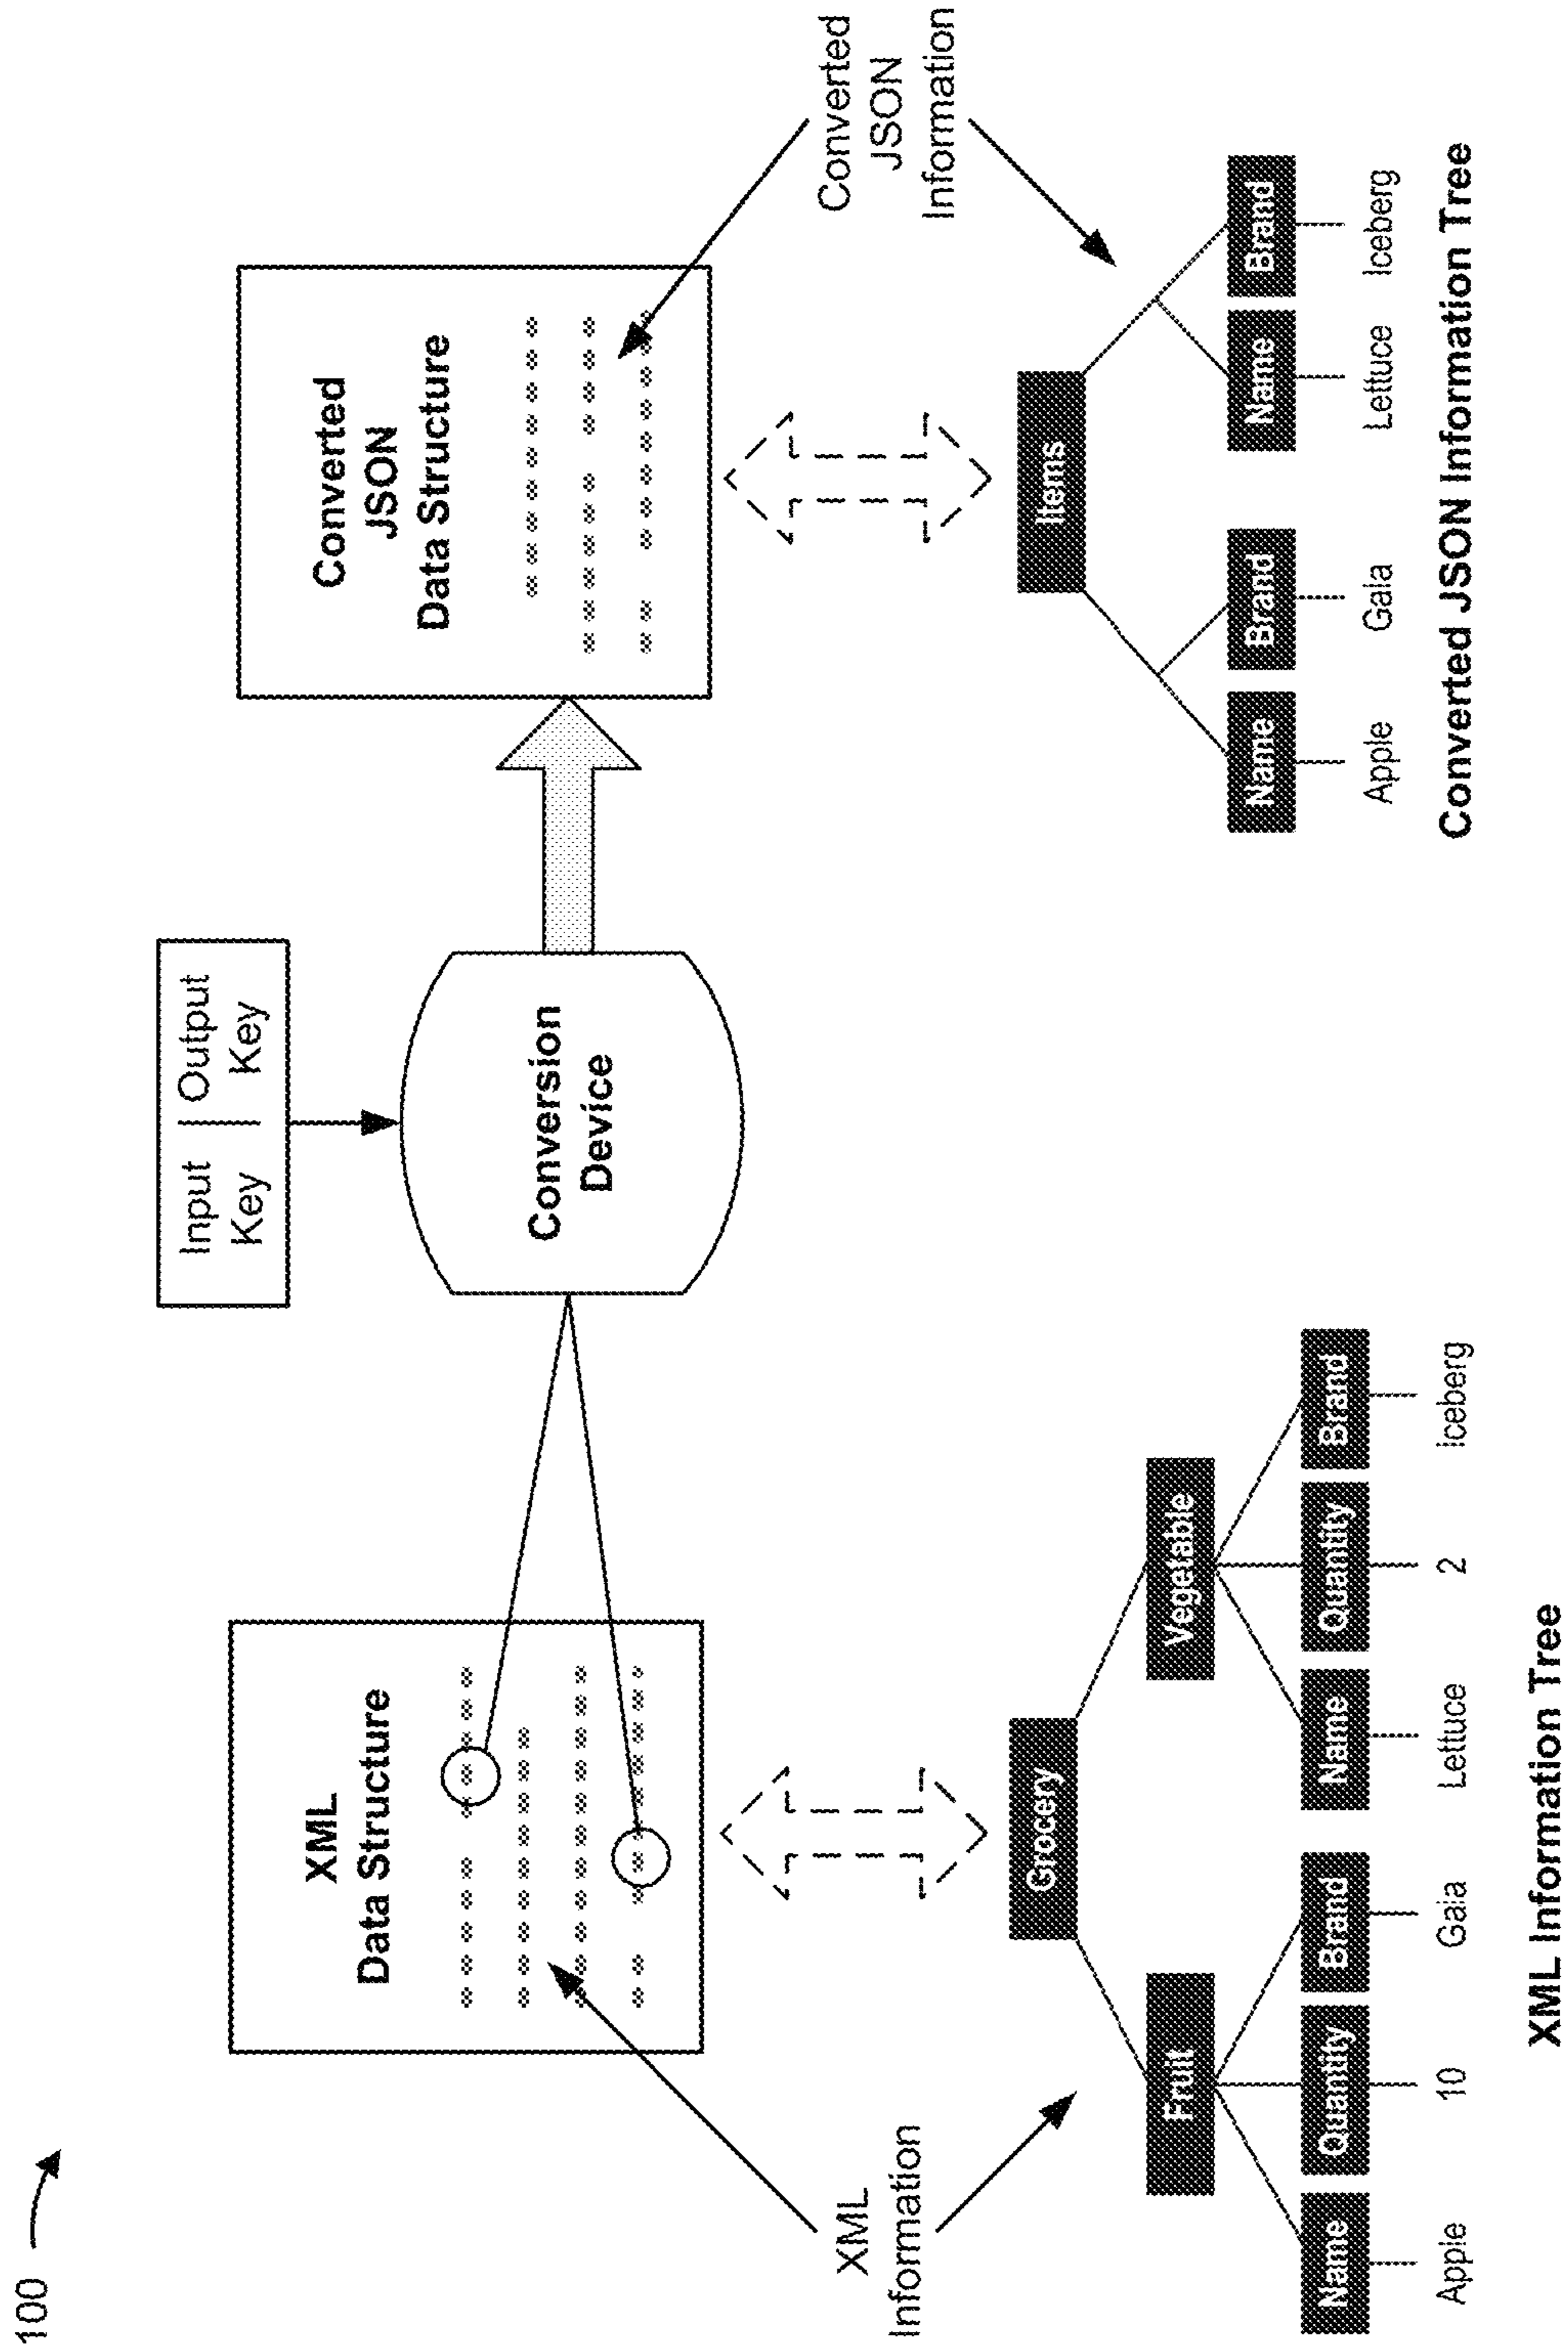 100
Input
Key
Output
Key
XML
Data Structure
Conversion
Device
Converted
JSON
Data Structure
XML
Information
Converted
JSON
Information
Grocery
Fruit
Vegetable
Name
Quantity
Brand
Name
Quantity
Brand
Apple
10
Gala
Lettuce
2
Iceberg
XML Information Tree
Items
Name
Brand
Name
Brand
Apple
Gala
Lettuce
Iceberg
Converted JSON Information Tree